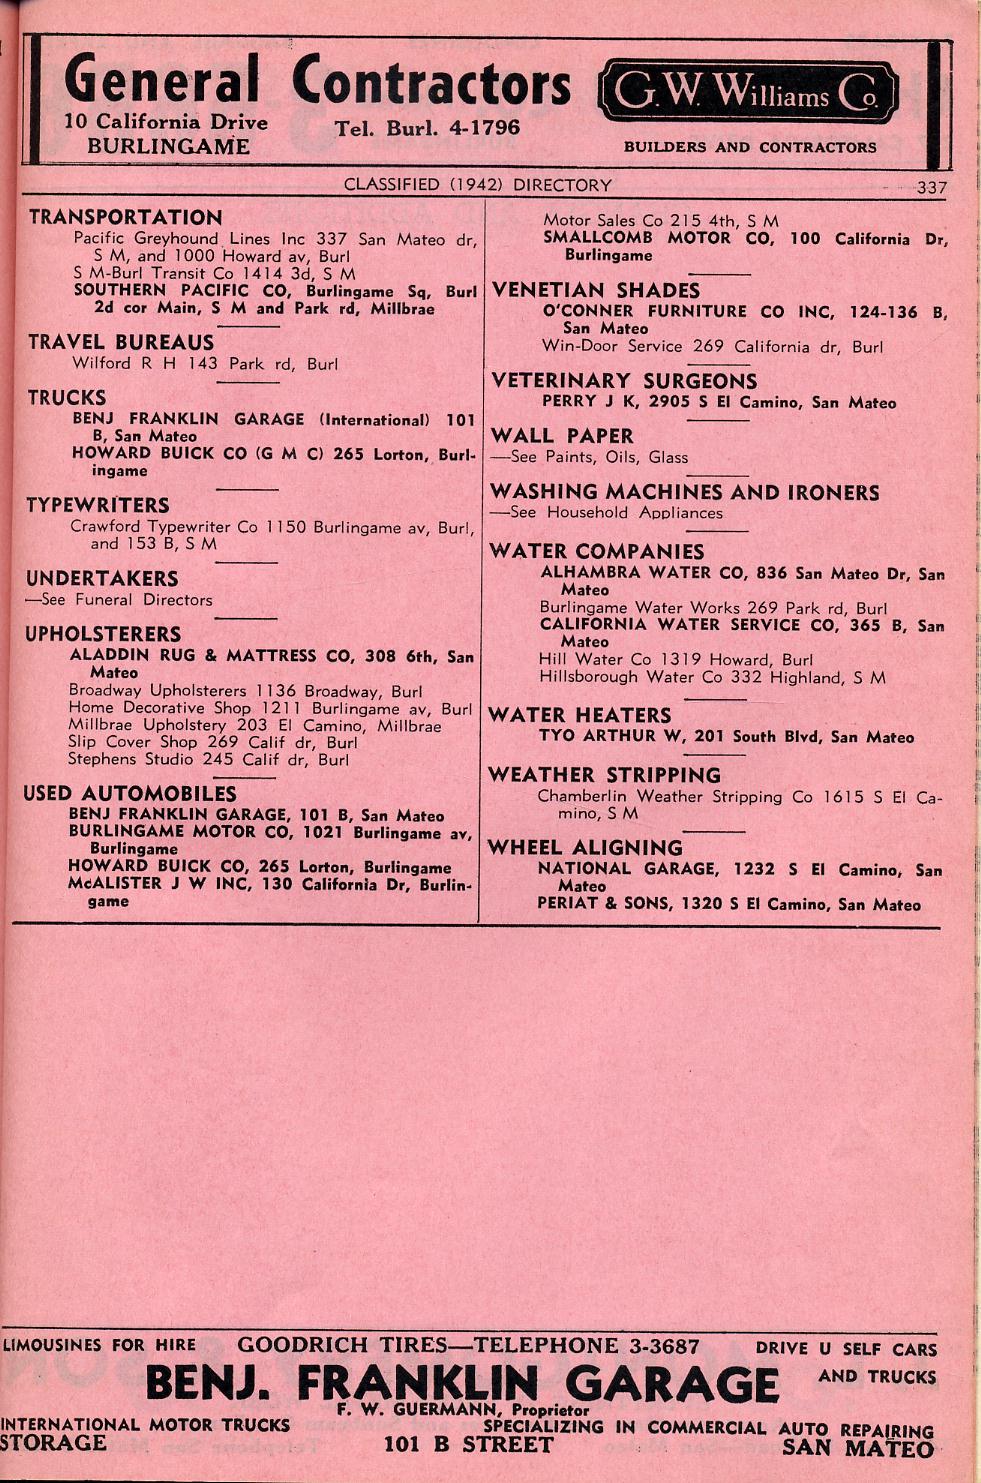 General Contractors
10 California Drive
BURLINGAME
Tel. Burl. 4-1796
G. W. Williams Co.
BUILDERS AND CONTRACTORS
CLASSIFIED (1942) DIRECTORY 337
TRANSPORTATION
Pacific Greyhound Lines Inc 337 San Mateo dr,
S M, and 1000 Howard av, Burl
S M-Burl Transit Co 1414 3d, S M
SOUTHERN PACIFIC CO, Burlingame Sq, Burl
2d cor Main, S M and Park rd, Millbrae
TRAVEL BUREAUS
Wilford R H 143 Park rd, Burl
TRUCKS
BENJ FRANKLIN GARAGE (International) 101
B, San Mateo
HOWARD BUICK CO (G M C) 265 Lorton, Burl-
ingame
TYPEWRITERS
Crawford Typewriter Co 1150 Burlingame av, Burl,
and 153 B, S M
UNDERTAKERS
—See Funeral Directors
UPHOLSTERERS
ALADDIN RUG & MATTRESS CO, 308 6th, San
Mateo
Broadway Upholsterers 1136 Broadway, Burl
Home Decorative Shop 1211 Burlingame av, Burl
Millbrae Upholstery 203 El Camino, Millbrae
Slip Cover Shop 269 Calif dr, Burl
Stephens Studio 245 Calif dr, Burl
USED AUTOMOBILES
BENJ FRANKLIN GARAGE, 101 B, San Mateo
BURLINGAME MOTOR CO, 1021 Burlingame av,
Burlingame
HOWARD BUICK CO, 265 Lorton, Burlingame
McALISTER J W INC, 130 California Dr, Burlin-
game
Motor Sales Co 215 4th, S M
SMALLCOMB MOTOR CO, 100 California Dr,
Burlingame
VENETIAN SHADES
O'CONNER FURNITURE CO INC, 124-136 B,
San Mateo
Win-Door Service 269 California dr, Burl
VETERINARY SURGEONS
PERRY J K, 2905 S El Camino, San Mateo
WALL PAPER
—See Paints, Oils, Glass
WASHING MACHINES AND IRONERS
—See Household Appliances
WATER COMPANIES
ALHAMBRA WATER CO, 836 San Mateo Dr, San
Mateo
Burlingame Water Works 269 Park rd, Burl
CALIFORNIA WATER SERVICE CO, 365 B, San
Mateo
Hill Water Co 1319 Howard, Burl
Hillsborough Water Co 332 Highland, S M
WATER HEATERS
TYO ARTHUR W, 201 South Blvd, San Mateo
WEATHER STRIPPING
Chamberlin Weather Stripping Co 1615 S El Ca-
mino, S M
WHEEL ALIGNING
NATIONAL GARAGE, 1232 S El Camino, San
Mateo
PERIAT & SONS, 1320 S El Camino, San Mateo
LIMOUSINES FOR HIRE GOODRICH TIRES—TELEPHONE 3-3687 DRIVE U SELF CARS
BENJ. FRANKLIN GARAGE AND TRUCKS
F. W. GUERMANN, Proprietor
INTERNATIONAL MOTOR TRUCKS SPECIALIZING IN COMMERCIAL AUTO REPAIRING
STORAGE 101 B STREET SAN MATEO